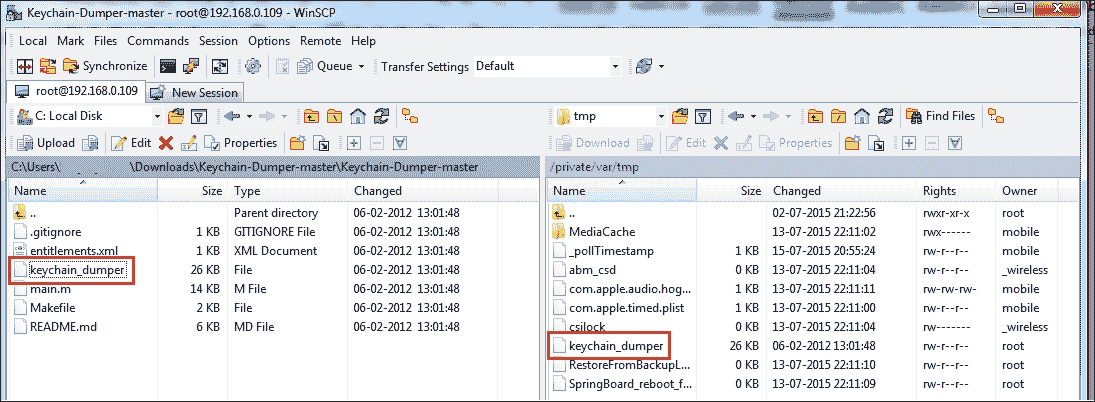 Keychain-Dumper-master - root@192.168.0.109 - WinSCP
Local Mark Files Commands Session Options Remote Help
Synchronize Queue Transfer Settings Default
root@192.168.0.109 New Session
C: Local Disk tmp Find Files
Upload Edit Properties Download Edit Properties
C:\Users\ \Downloads\Keychain-Dumper-master\Keychain-Dumper-master /private/var/tmp
Name Size Type Changed Name Size Changed Rights Owner
.. Parent directory 06-02-2012 13:01:48 .. 02-07-2015 21:22:56 rwxr-xr-x root
.gitignore 1 KB GITIGNORE File 06-02-2012 13:01:48 MediaCache 13-07-2015 22:11:02 rwx------ mobile
entitlements.xml 1 KB XML Document 06-02-2012 13:01:48 _pollTimestamp 1 KB 15-07-2015 20:55:24 rw-r--r-- mobile
keychain_dumper 26 KB File 06-02-2012 13:01:48 abm_csd 0 KB 13-07-2015 22:11:04 rw-r--r-- _wireless
main.m 14 KB M File 06-02-2012 13:01:48 com.apple.audio.hog... 1 KB 13-07-2015 22:11:11 rw-rw-rw- mobile
Makefile 2 KB File 06-02-2012 13:01:48 com.apple.timed.plist 1 KB 13-07-2015 22:11:00 rw-r--r-- mobile
README.md 6 KB MD File 06-02-2012 13:01:48 csilock 0 KB 13-07-2015 22:11:04 rw------- _wireless
keychain_dumper 26 KB 06-02-2012 13:01:48 rw-r--r-- root
RestoreFromBackupL... 0 KB 13-07-2015 22:11:10 rw-r--r-- root
SpringBoard_reboot_f... 0 KB 13-07-2015 22:11:09 rw-r--r-- mobile